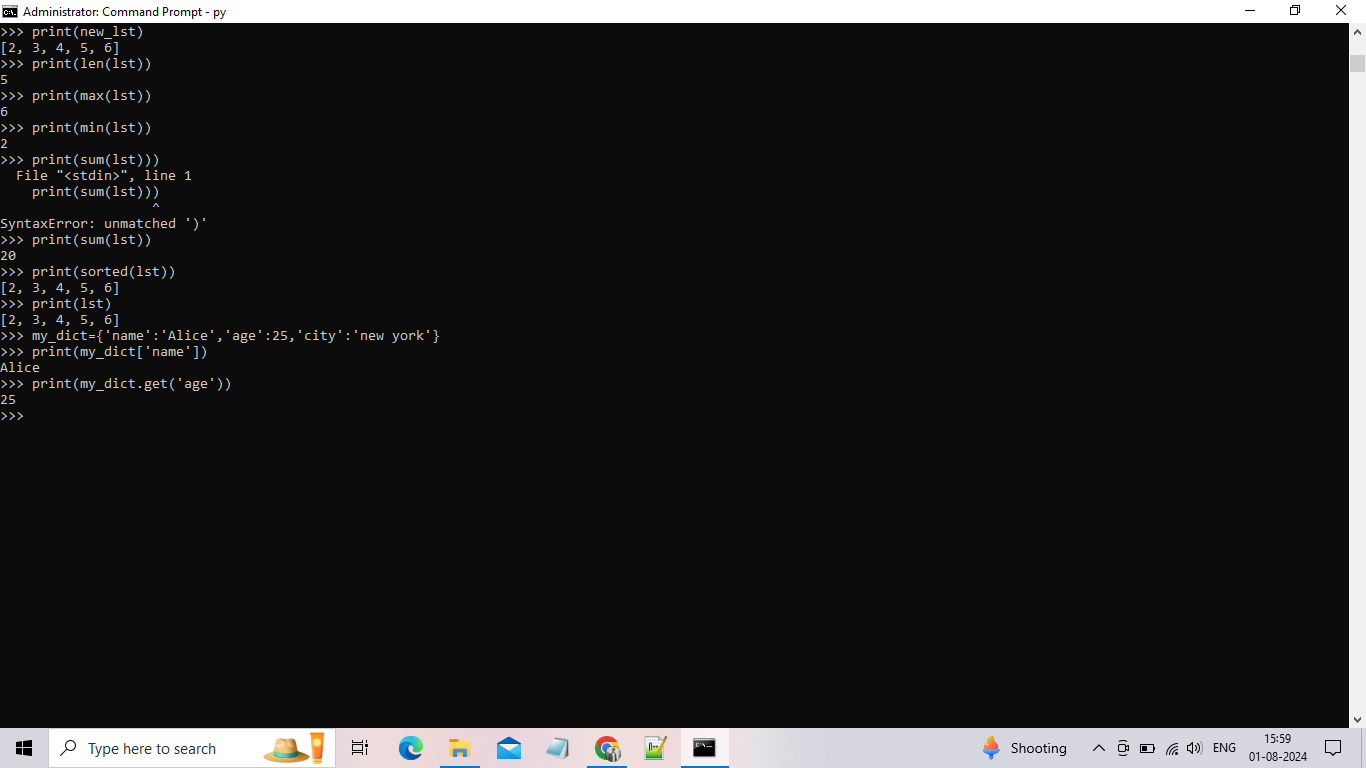 Administrator: Command Prompt - py
>>> print(new_lst)
[2, 3, 4, 5, 6]
>>> print(len(lst))
5
>>> print(max(lst))
6
>>> print(min(lst))
2
>>> print(sum(lst)))
  File "<stdin>", line 1
    print(sum(lst)))
                   ^
SyntaxError: unmatched ')'
>>> print(sum(lst))
20
>>> print(sorted(lst))
[2, 3, 4, 5, 6]
>>> print(lst)
[2, 3, 4, 5, 6]
>>> my_dict={'name':'Alice','age':25,'city':'new york'}
>>> print(my_dict['name'])
Alice
>>> print(my_dict.get('age'))
25
>>>
Type here to search
Shooting
ENG
15:59
01-08-2024